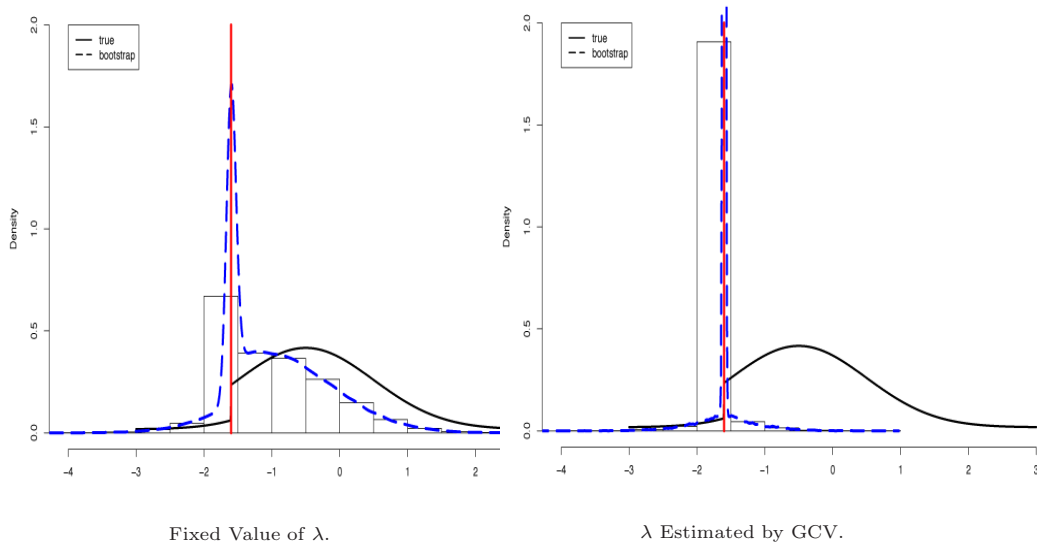 true
bootstrap
Density
2.0
1.5
1.0
0.5
0.0
-4 -3 -2 -1 0 1 2
Fixed Value of λ.
true
bootstrap
Density
2.0
1.5
1.0
0.5
0.0
-4 -3 -2 -1 0 1 2 3
λ Estimated by GCV.